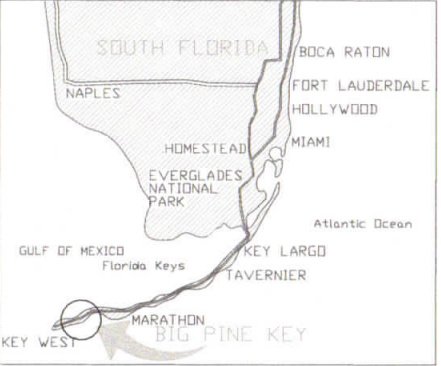 SOUTH FLORIDA
BOCA RATON
FORT LAUDERDALE
NAPLES
HOLLYWOOD
MIAMI
HOMESTEAD
EVERGLADES
NATIONAL
PARK
Atlantic Ocean
GULF OF MEXICO
KEY LARGO
Florida Keys
TAVERNIER
MARATHON
BIG PINE KEY
KEY WEST